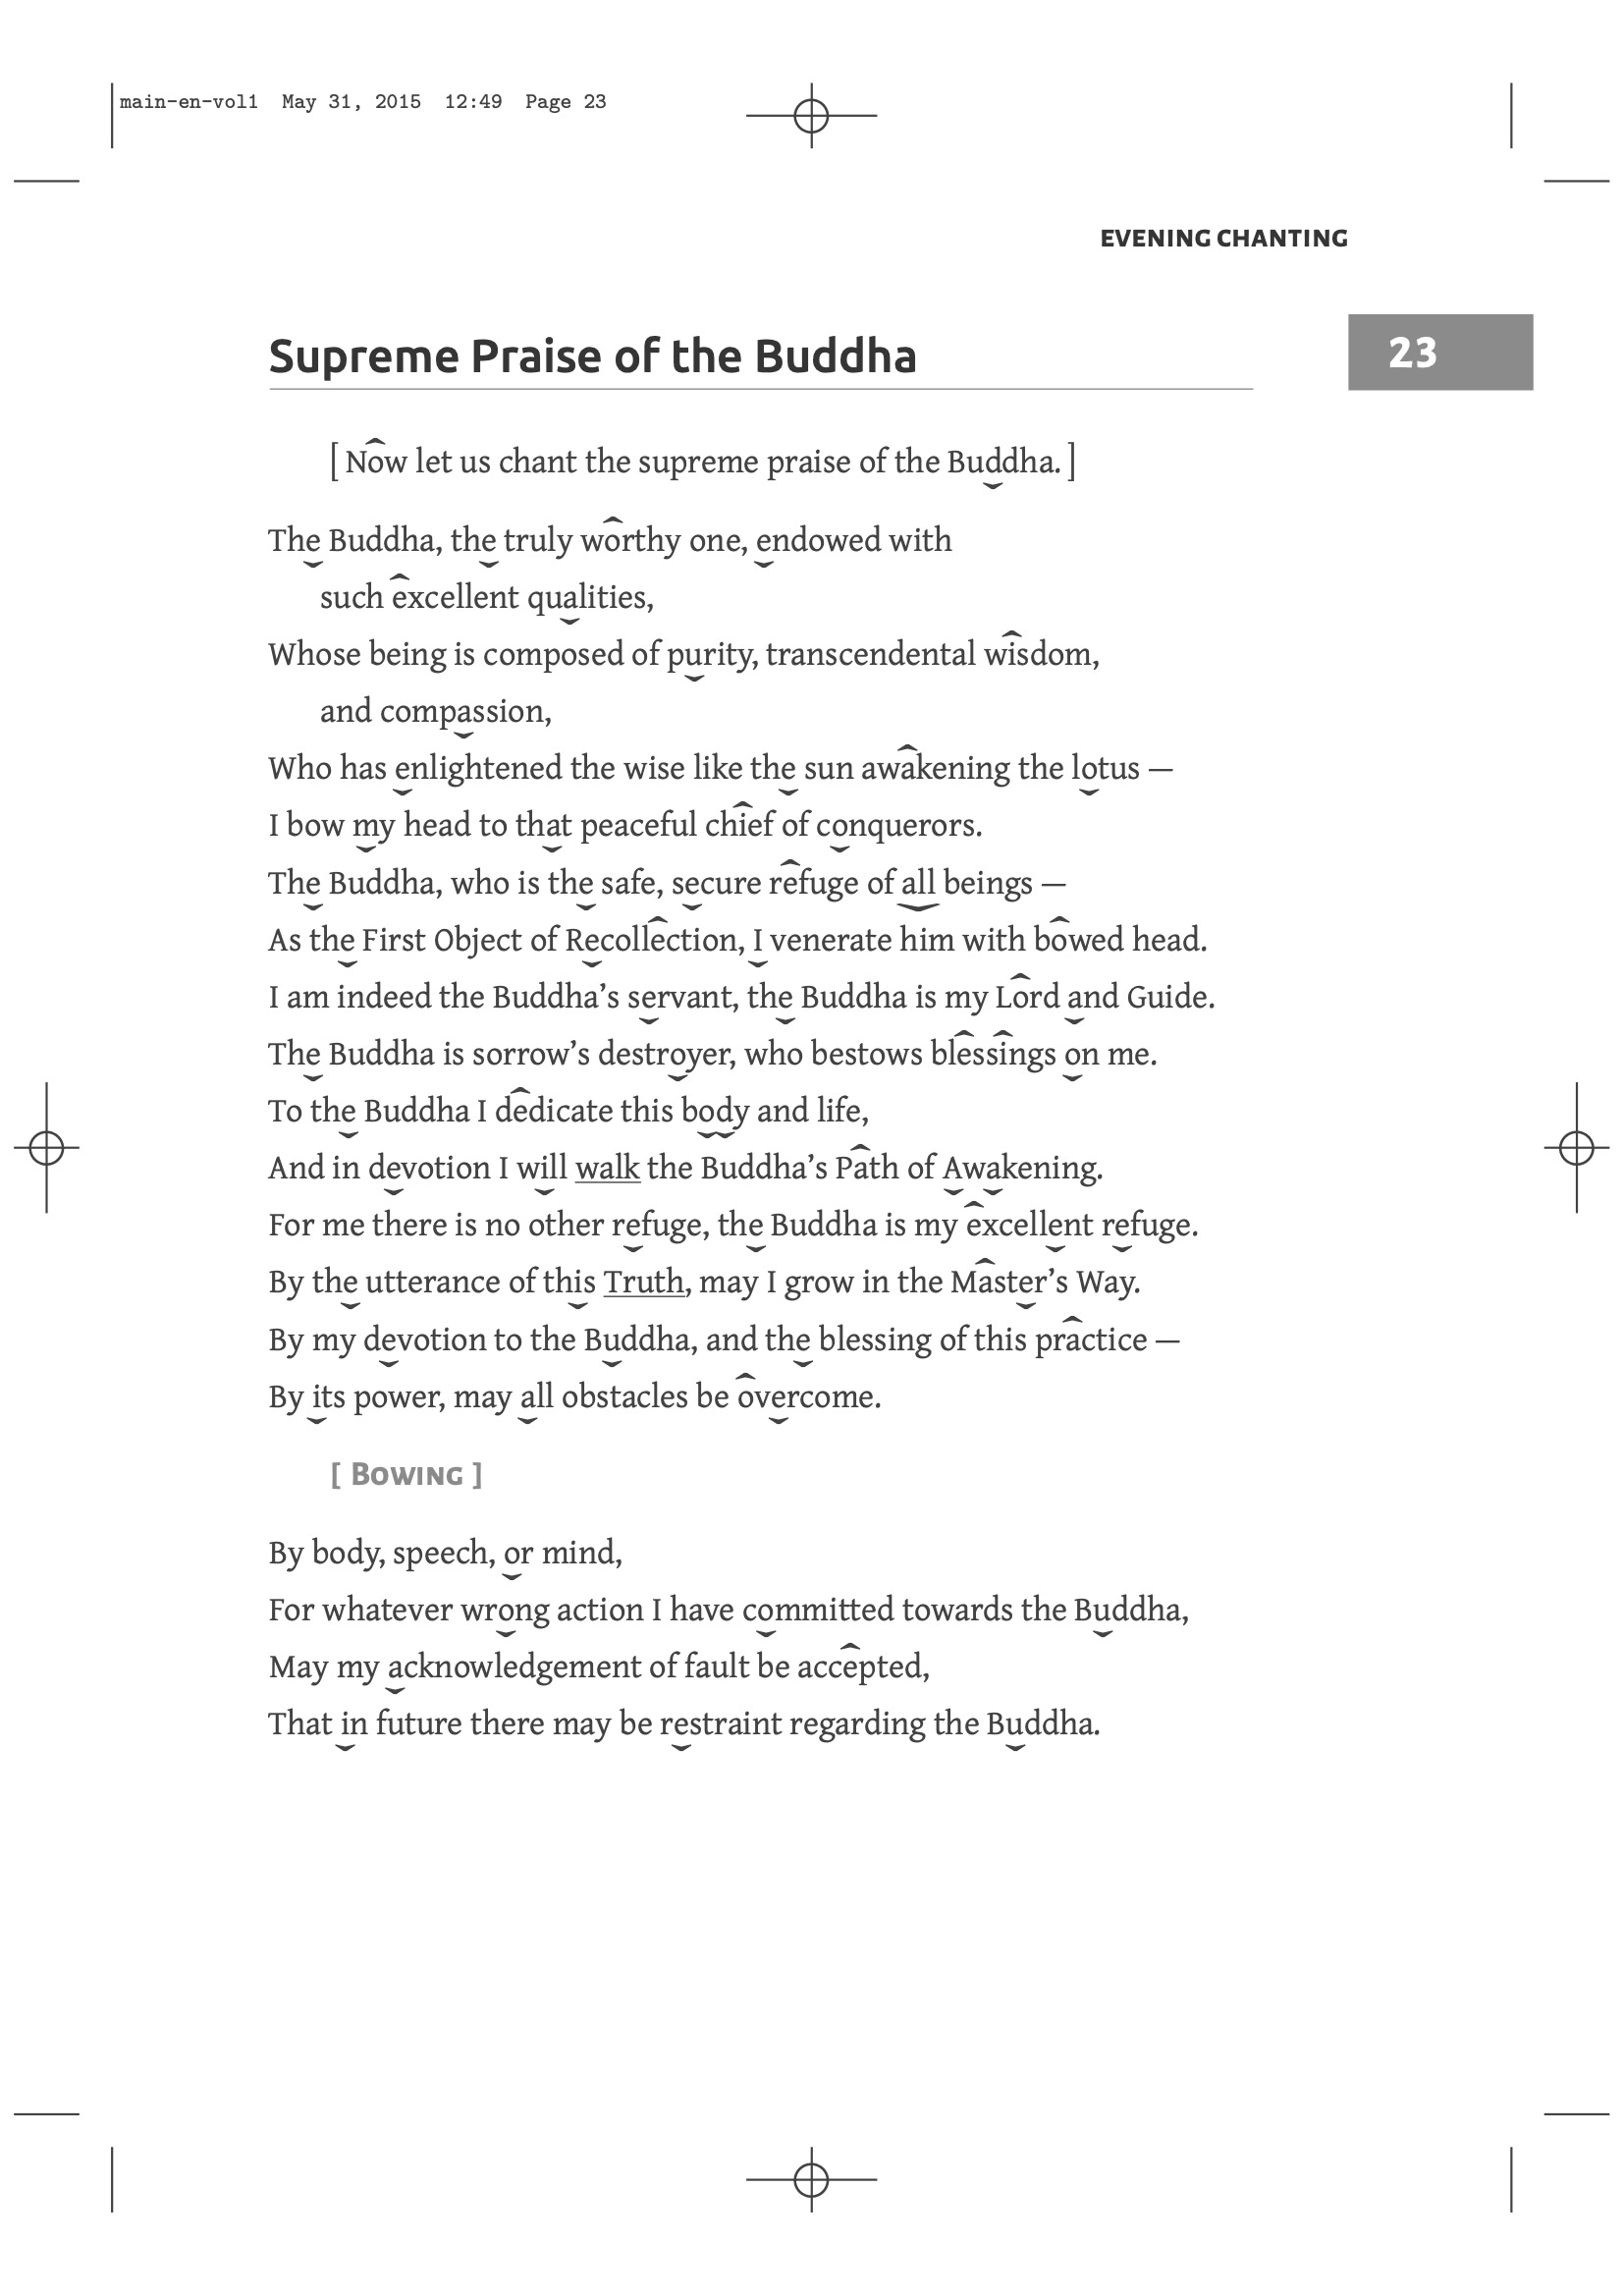 main-en-vol1 May 31, 2015 12:49 Page 23
EVENING CHANTING
Supreme Praise of the Buddha
23
[ Now let us chant the supreme praise of the Buddha. ]
The Buddha, the truly worthy one, endowed with
such excellent qualities,
Whose being is composed of purity, transcendental wisdom,
and compassion,
Who has enlightened the wise like the sun awakening the lotus —
I bow my head to that peaceful chief of conquerors.
The Buddha, who is the safe, secure refuge of all beings —
As the First Object of Recollection, I venerate him with bowed head.
I am indeed the Buddha’s servant, the Buddha is my Lord and Guide.
The Buddha is sorrow’s destroyer, who bestows blessings on me.
To the Buddha I dedicate this body and life,
And in devotion I will walk the Buddha’s Path of Awakening.
For me there is no other refuge, the Buddha is my excellent refuge.
By the utterance of this Truth, may I grow in the Master’s Way.
By my devotion to the Buddha, and the blessing of this practice —
By its power, may all obstacles be overcome.
[ Bowing ]
By body, speech, or mind,
For whatever wrong action I have committed towards the Buddha,
May my acknowledgement of fault be accepted,
That in future there may be restraint regarding the Buddha.